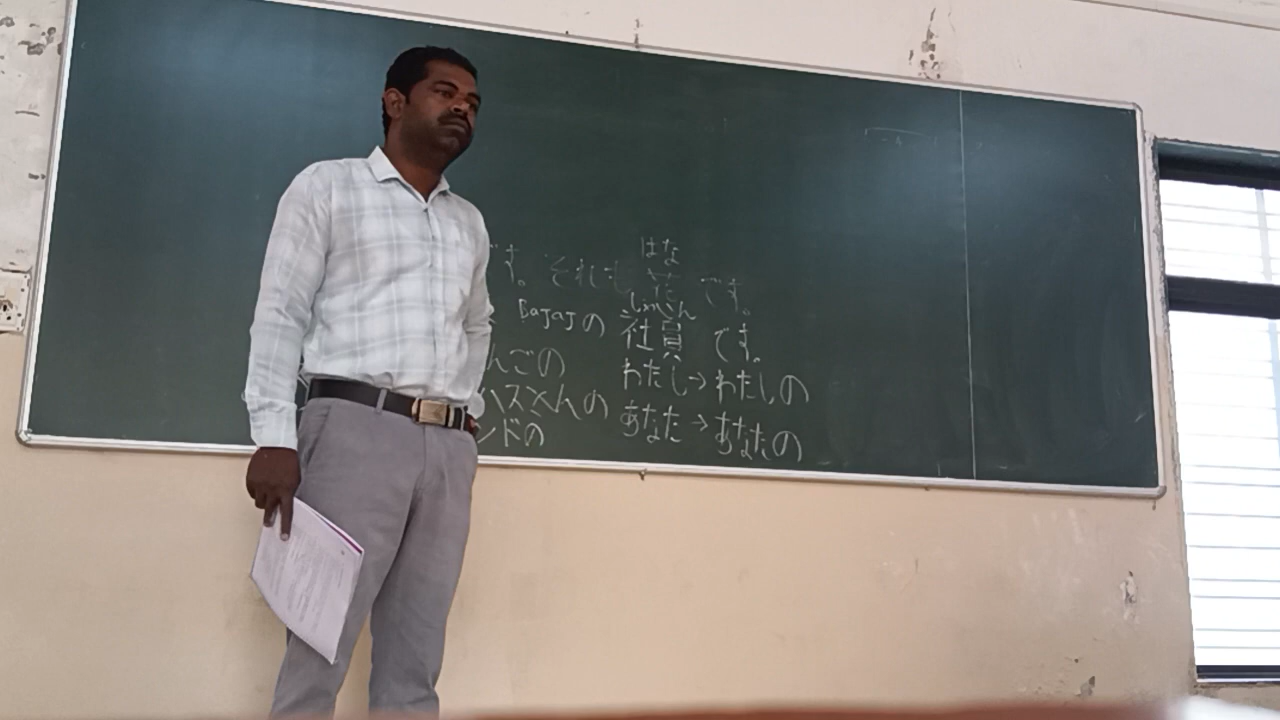 はな
す。それも 花 です。
しゃいん
Bajajの 社員 です。
んごの わたし→わたしの
ハスさんの あなた→あなたの
ンドの